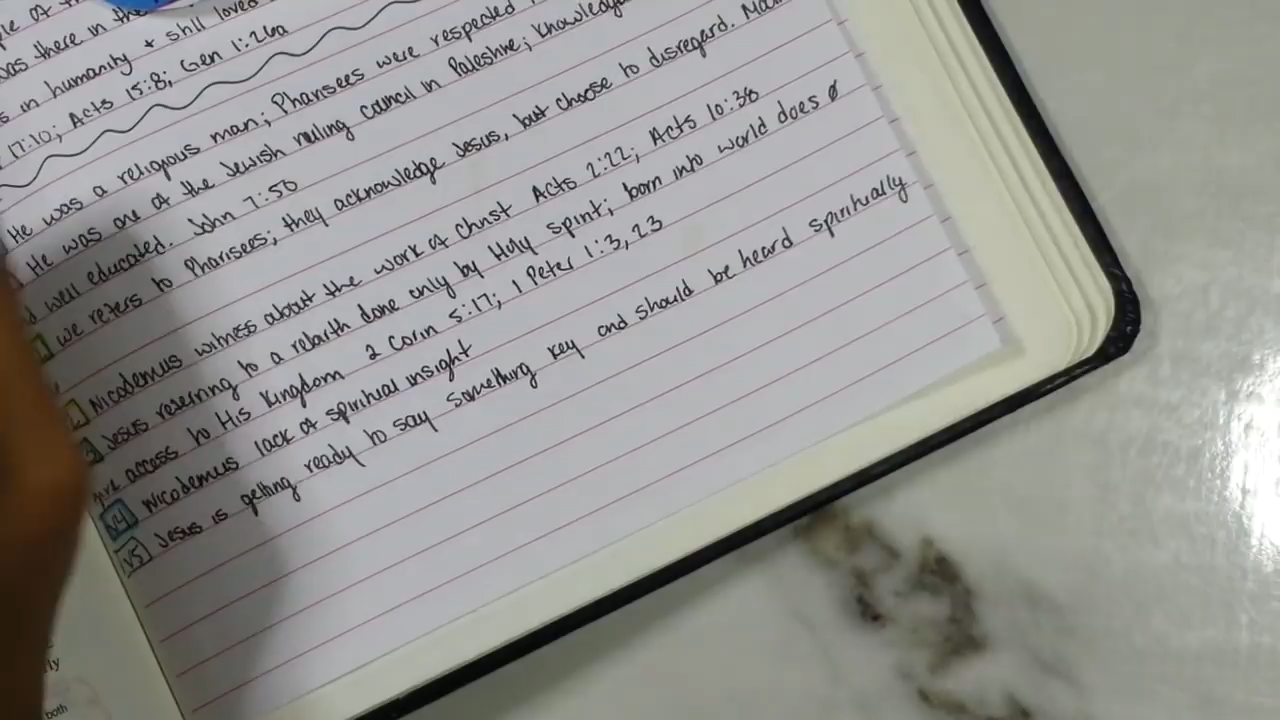 was there in the
s in humanity + still loved
17:10; Acts 15:8; Gen 1:26a
He was a religious man; Pharisees were respected
He was one of the Jewish ruling council in Palestine; knowledge
d well educated. John 7:50
we refers to Pharisees; they acknowledge Jesus, but choose to disregard.
Nicodemus witness about the work of Christ Acts 2:22; Acts 10:38
3 Jesus referring to a rebirth done only by Holy spirit; born into world does ∅
give access to His Kingdom 2 Corin 5:17; 1 Peter 1:3, 23
v4 Nicodemus lack of spiritual insight
v5 Jesus is getting ready to say something key and should be heard spiritually
both